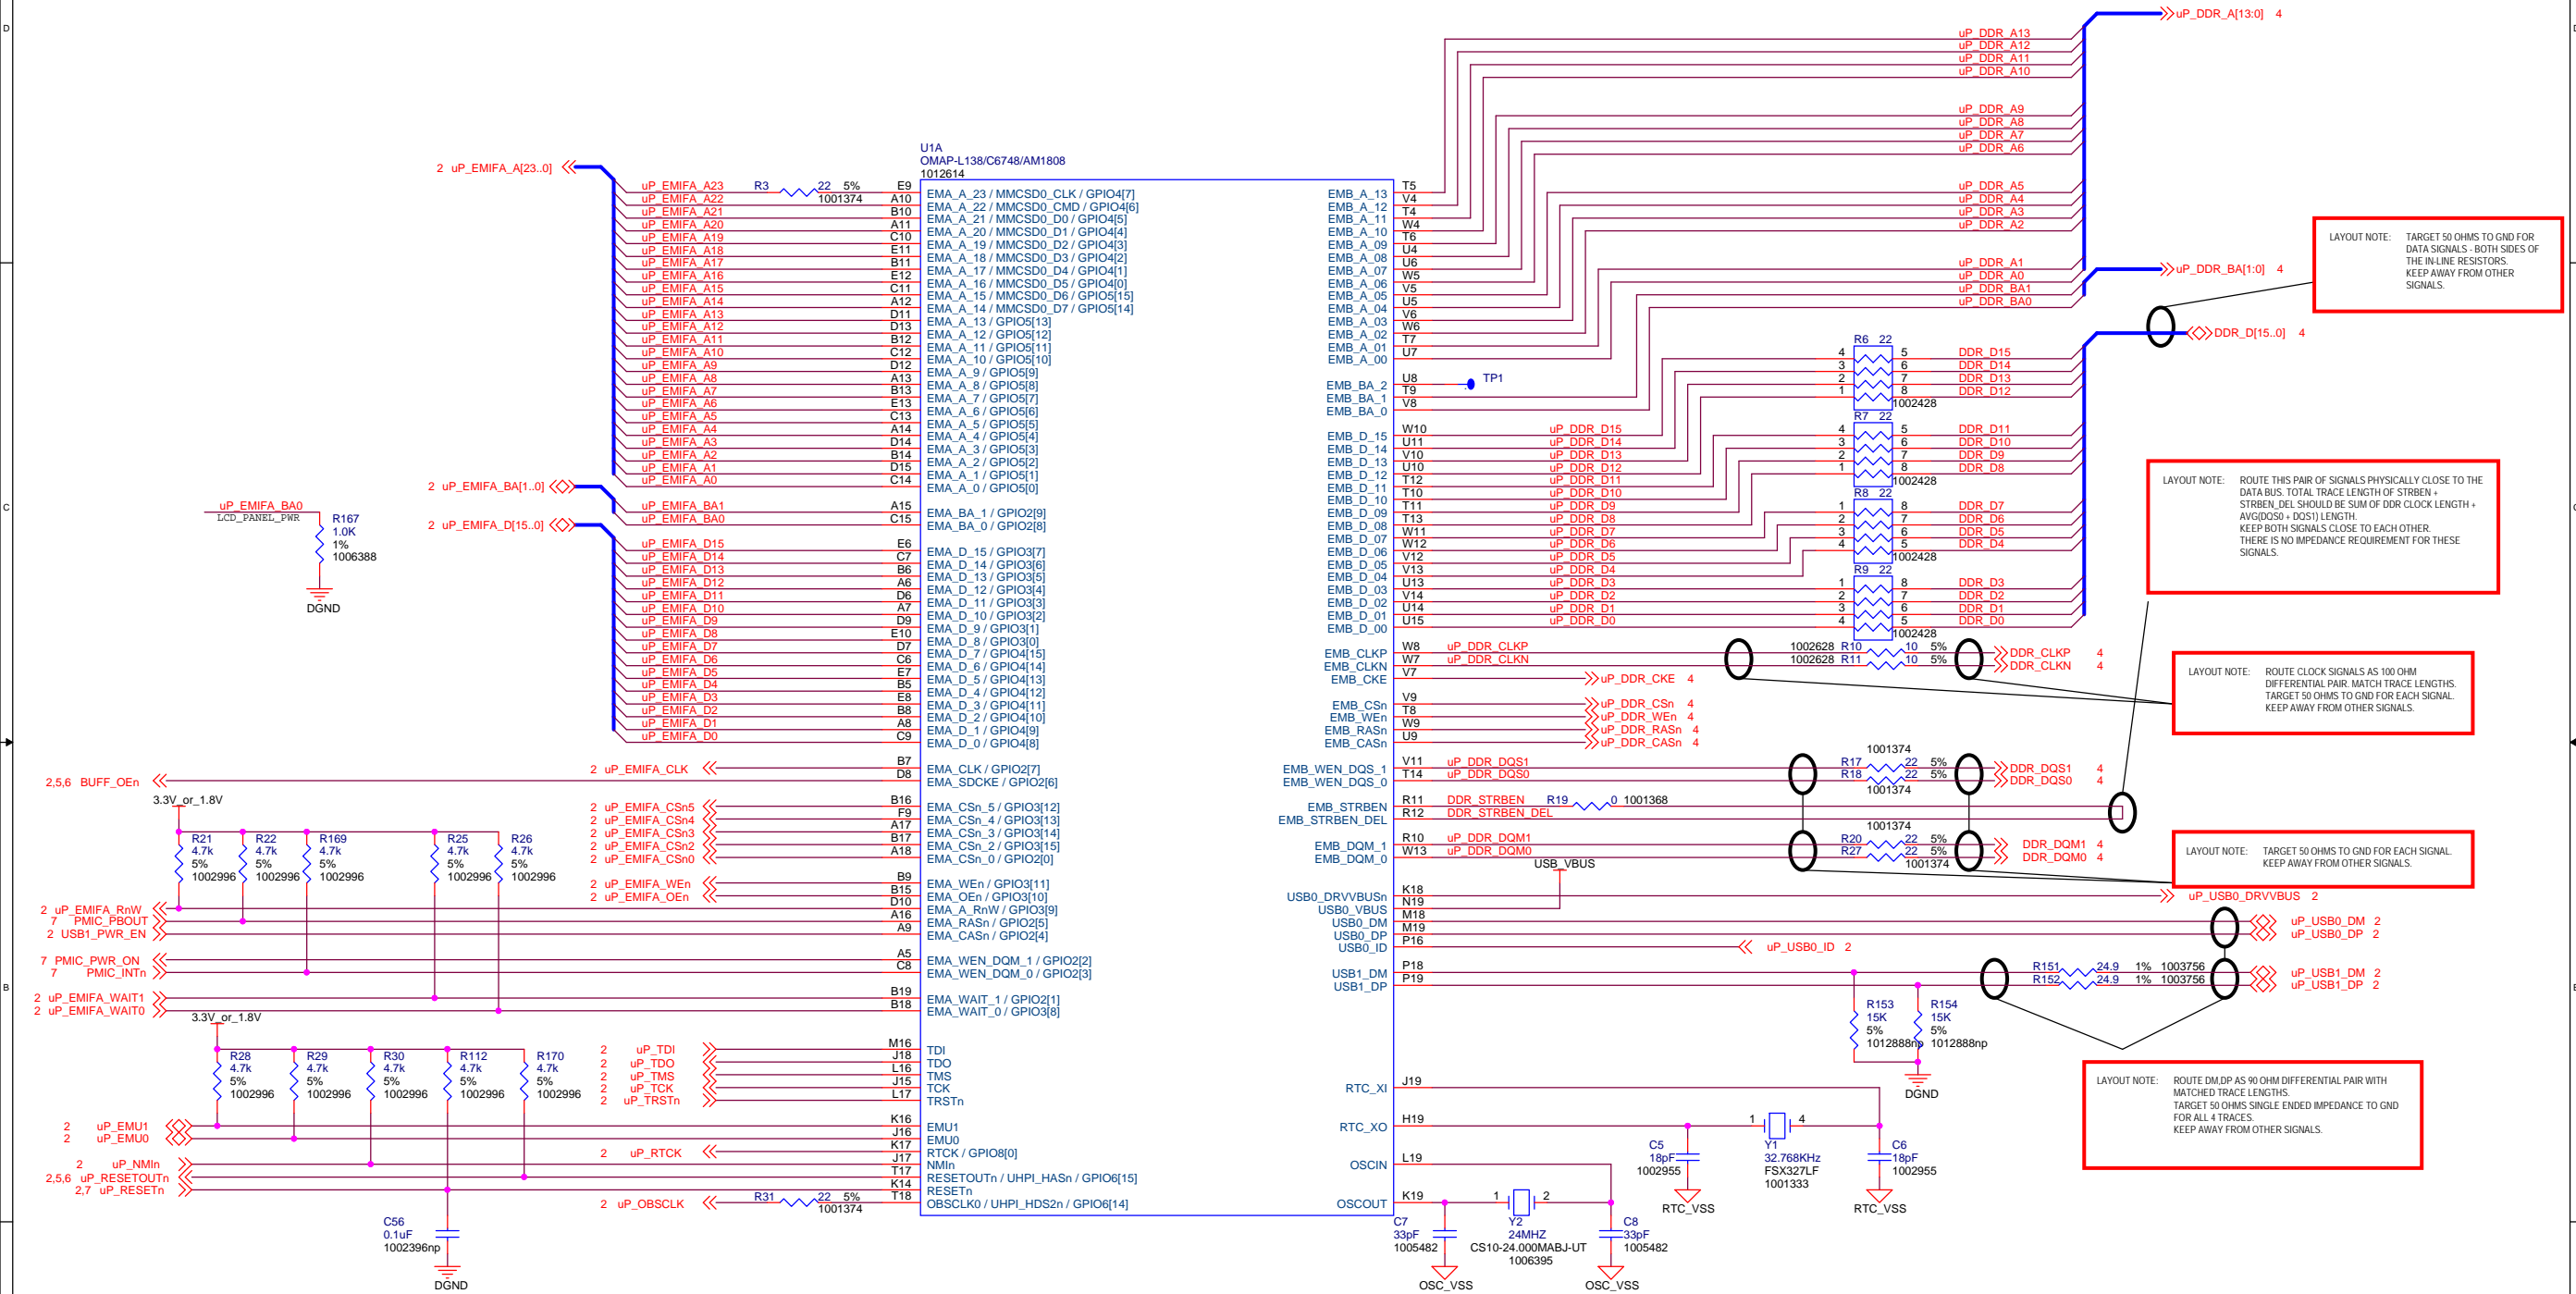 D
C
B
uP_DDR_A[13:0] 4
uP_DDR_A13
uP_DDR_A12
uP_DDR_A11
uP_DDR_A10
uP_DDR_A9
uP_DDR_A8
uP_DDR_A7
uP_DDR_A6
uP_DDR_A5
uP_DDR_A4
uP_DDR_A3
uP_DDR_A2
uP_DDR_A1
uP_DDR_A0
uP_DDR_BA1
uP_DDR_BA0
uP_DDR_BA[1:0] 4
DDR_D[15..0] 4
U1A
OMAP-L138/C6748/AM1808
1012614
2 uP_EMIFA_A[23..0]
uP_EMIFA_A23 R3 22 5% 1001374 E9 EMA_A_23 / MMCSD0_CLK / GPIO4[7]
uP_EMIFA_A22 A10 EMA_A_22 / MMCSD0_CMD / GPIO4[6]
uP_EMIFA_A21 B10 EMA_A_21 / MMCSD0_D0 / GPIO4[5]
uP_EMIFA_A20 A11 EMA_A_20 / MMCSD0_D1 / GPIO4[4]
uP_EMIFA_A19 C10 EMA_A_19 / MMCSD0_D2 / GPIO4[3]
uP_EMIFA_A18 E11 EMA_A_18 / MMCSD0_D3 / GPIO4[2]
uP_EMIFA_A17 B11 EMA_A_17 / MMCSD0_D4 / GPIO4[1]
uP_EMIFA_A16 E12 EMA_A_16 / MMCSD0_D5 / GPIO4[0]
uP_EMIFA_A15 C11 EMA_A_15 / MMCSD0_D6 / GPIO5[15]
uP_EMIFA_A14 A12 EMA_A_14 / MMCSD0_D7 / GPIO5[14]
uP_EMIFA_A13 D11 EMA_A_13 / GPIO5[13]
uP_EMIFA_A12 D13 EMA_A_12 / GPIO5[12]
uP_EMIFA_A11 B12 EMA_A_11 / GPIO5[11]
uP_EMIFA_A10 C12 EMA_A_10 / GPIO5[10]
uP_EMIFA_A9 D12 EMA_A_9 / GPIO5[9]
uP_EMIFA_A8 A13 EMA_A_8 / GPIO5[8]
uP_EMIFA_A7 B13 EMA_A_7 / GPIO5[7]
uP_EMIFA_A6 E13 EMA_A_6 / GPIO5[6]
uP_EMIFA_A5 C13 EMA_A_5 / GPIO5[5]
uP_EMIFA_A4 A14 EMA_A_4 / GPIO5[4]
uP_EMIFA_A3 D14 EMA_A_3 / GPIO5[3]
uP_EMIFA_A2 B14 EMA_A_2 / GPIO5[2]
uP_EMIFA_A1 D15 EMA_A_1 / GPIO5[1]
uP_EMIFA_A0 C14 EMA_A_0 / GPIO5[0]
2 uP_EMIFA_BA[1..0]
uP_EMIFA_BA1 A15 EMA_BA_1 / GPIO2[9]
uP_EMIFA_BA0 C15 EMA_BA_0 / GPIO2[8]
2 uP_EMIFA_D[15..0]
uP_EMIFA_BA0
LCD_PANEL_PWR
R167
1.0K
1%
1006388
DGND
uP_EMIFA_D15 E6 EMA_D_15 / GPIO3[7]
uP_EMIFA_D14 C7 EMA_D_14 / GPIO3[6]
uP_EMIFA_D13 B6 EMA_D_13 / GPIO3[5]
uP_EMIFA_D12 A6 EMA_D_12 / GPIO3[4]
uP_EMIFA_D11 D6 EMA_D_11 / GPIO3[3]
uP_EMIFA_D10 A7 EMA_D_10 / GPIO3[2]
uP_EMIFA_D9 D9 EMA_D_9 / GPIO3[1]
uP_EMIFA_D8 E10 EMA_D_8 / GPIO3[0]
uP_EMIFA_D7 D7 EMA_D_7 / GPIO4[15]
uP_EMIFA_D6 C6 EMA_D_6 / GPIO4[14]
uP_EMIFA_D5 E7 EMA_D_5 / GPIO4[13]
uP_EMIFA_D4 B5 EMA_D_4 / GPIO4[12]
uP_EMIFA_D3 E8 EMA_D_3 / GPIO4[11]
uP_EMIFA_D2 B8 EMA_D_2 / GPIO4[10]
uP_EMIFA_D1 A8 EMA_D_1 / GPIO4[9]
uP_EMIFA_D0 C9 EMA_D_0 / GPIO4[8]
2 uP_EMIFA_CLK B7 EMA_CLK / GPIO2[7]
2,5,6 BUFF_OEn D8 EMA_SDCKE / GPIO2[6]
2 uP_EMIFA_CSn5 B16 EMA_CSn_5 / GPIO3[12]
2 uP_EMIFA_CSn4 F9 EMA_CSn_4 / GPIO3[13]
2 uP_EMIFA_CSn3 A17 EMA_CSn_3 / GPIO3[14]
2 uP_EMIFA_CSn2 B17 EMA_CSn_2 / GPIO3[15]
2 uP_EMIFA_CSn0 A18 EMA_CSn_0 / GPIO2[0]
2 uP_EMIFA_WEn B9 EMA_WEn / GPIO3[11]
2 uP_EMIFA_OEn B15 EMA_OEn / GPIO3[10]
3.3V_or_1.8V
R21 4.7k 5% 1002996
R22 4.7k 5% 1002996
R169 4.7k 5% 1002996
R25 4.7k 5% 1002996
R26 4.7k 5% 1002996
2 uP_EMIFA_RnW D10 EMA_A_RnW / GPIO3[9]
7 PMIC_PBOUT A16 EMA_RASn / GPIO2[5]
2 USB1_PWR_EN A9 EMA_CASn / GPIO2[4]
7 PMIC_PWR_ON A5 EMA_WEN_DQM_1 / GPIO2[2]
7 PMIC_INTn C8 EMA_WEN_DQM_0 / GPIO2[3]
2 uP_EMIFA_WAIT1 B19 EMA_WAIT_1 / GPIO2[1]
2 uP_EMIFA_WAIT0 B18 EMA_WAIT_0 / GPIO3[8]
3.3V_or_1.8V
R28 4.7k 5% 1002996
R29 4.7k 5% 1002996
R30 4.7k 5% 1002996
R112 4.7k 5% 1002996
R170 4.7k 5% 1002996
2 uP_TDI M16 TDI
2 uP_TDO J18 TDO
2 uP_TMS L16 TMS
2 uP_TCK J15 TCK
2 uP_TRSTn L17 TRSTn
2 uP_EMU1 K16 EMU1
2 uP_EMU0 J16 EMU0
2 uP_RTCK K17 RTCK / GPIO8[0]
2 uP_NMIn J17 NMIn
2,5,6 uP_RESETOUTn T17 RESETOUTn / UHPI_HASn / GPIO6[15]
2,7 uP_RESETn K14 RESETn
2 uP_OBSCLK R31 22 5% 1001374 T18 OBSCLK0 / UHPI_HDS2n / GPIO6[14]
C56
0.1uF
1002396np
DGND
EMB_A_13 T5
EMB_A_12 V4
EMB_A_11 T4
EMB_A_10 W4
EMB_A_09 T6
EMB_A_08 U4
EMB_A_07 U6
EMB_A_06 W5
EMB_A_05 V5
EMB_A_04 U5
EMB_A_03 V6
EMB_A_02 W6
EMB_A_01 T7
EMB_A_00 U7
EMB_BA_2 U8 TP1
EMB_BA_1 T9
EMB_BA_0 V8
EMB_D_15 W10 uP_DDR_D15
EMB_D_14 U11 uP_DDR_D14
EMB_D_13 V10 uP_DDR_D13
EMB_D_12 U10 uP_DDR_D12
EMB_D_11 T12 uP_DDR_D11
EMB_D_10 T10 uP_DDR_D10
EMB_D_09 T11 uP_DDR_D9
EMB_D_08 T13 uP_DDR_D8
EMB_D_07 W11 uP_DDR_D7
EMB_D_06 W12 uP_DDR_D6
EMB_D_05 V12 uP_DDR_D5
EMB_D_04 V13 uP_DDR_D4
EMB_D_03 U13 uP_DDR_D3
EMB_D_02 V14 uP_DDR_D2
EMB_D_01 U14 uP_DDR_D1
EMB_D_00 U15 uP_DDR_D0
R6 22
4 5 DDR_D15
3 6 DDR_D14
2 7 DDR_D13
1 8 DDR_D12
1002428
R7 22
4 5 DDR_D11
3 6 DDR_D10
2 7 DDR_D9
1 8 DDR_D8
1002428
R8 22
1 8 DDR_D7
2 7 DDR_D6
3 6 DDR_D5
4 5 DDR_D4
1002428
R9 22
1 8 DDR_D3
2 7 DDR_D2
3 6 DDR_D1
4 5 DDR_D0
1002428
EMB_CLKP W8 uP_DDR_CLKP 1002628 R10 10 5% DDR_CLKP 4
EMB_CLKN W7 uP_DDR_CLKN 1002628 R11 10 5% DDR_CLKN 4
EMB_CKE V7 uP_DDR_CKE 4
EMB_CSn V9 uP_DDR_CSn 4
EMB_WEn T8 uP_DDR_WEn 4
EMB_RASn W9 uP_DDR_RASn 4
EMB_CASn U9 uP_DDR_CASn 4
1001374
EMB_WEN_DQS_1 V11 uP_DDR_DQS1 R17 22 5% DDR_DQS1 4
EMB_WEN_DQS_0 T14 uP_DDR_DQS0 R18 22 5% DDR_DQS0 4
1001374
EMB_STRBEN R11 DDR_STRBEN R19 0 1001368
EMB_STRBEN_DEL R12 DDR_STRBEN_DEL
1001374
EMB_DQM_1 R10 uP_DDR_DQM1 R20 22 5% DDR_DQM1 4
EMB_DQM_0 W13 uP_DDR_DQM0 R27 22 5% DDR_DQM0 4
1001374
USB_VBUS
USB0_DRVVBUSn K18 uP_USB0_DRVVBUS 2
USB0_VBUS N19
USB0_DM M18 uP_USB0_DM 2
USB0_DP M19 uP_USB0_DP 2
USB0_ID P16 uP_USB0_ID 2
USB1_DM P18 R151 24.9 1% 1003756 uP_USB1_DM 2
USB1_DP P19 R152 24.9 1% 1003756 uP_USB1_DP 2
R153 15K 5% 1012888np
R154 15K 5% 1012888np
DGND
RTC_XI J19
RTC_XO H19
1 4
Y1
32.768KHz
FSX327LF
1001333
C5
18pF
1002955
RTC_VSS
C6
18pF
1002955
RTC_VSS
OSCIN L19
OSCOUT K19
1 2
Y2
24MHZ
CS10-24.000MABJ-UT
1006395
C7
33pF
1005482
OSC_VSS
C8
33pF
1005482
OSC_VSS
LAYOUT NOTE: TARGET 50 OHMS TO GND FOR
DATA SIGNALS - BOTH SIDES OF
THE IN-LINE RESISTORS.
KEEP AWAY FROM OTHER
SIGNALS.
LAYOUT NOTE: ROUTE THIS PAIR OF SIGNALS PHYSICALLY CLOSE TO THE
DATA BUS. TOTAL TRACE LENGTH OF STRBEN +
STRBEN_DEL SHOULD BE SUM OF DDR CLOCK LENGTH +
AVG(DQS0 + DQS1) LENGTH.
KEEP BOTH SIGNALS CLOSE TO EACH OTHER.
THERE IS NO IMPEDANCE REQUIREMENT FOR THESE
SIGNALS.
LAYOUT NOTE: ROUTE CLOCK SIGNALS AS 100 OHM
DIFFERENTIAL PAIR. MATCH TRACE LENGTHS.
TARGET 50 OHMS TO GND FOR EACH SIGNAL.
KEEP AWAY FROM OTHER SIGNALS.
LAYOUT NOTE: TARGET 50 OHMS TO GND FOR EACH SIGNAL.
KEEP AWAY FROM OTHER SIGNALS.
LAYOUT NOTE: ROUTE DM,DP AS 90 OHM DIFFERENTIAL PAIR WITH
MATCHED TRACE LENGTHS.
TARGET 50 OHMS SINGLE ENDED IMPEDANCE TO GND
FOR ALL 4 TRACES.
KEEP AWAY FROM OTHER SIGNALS.